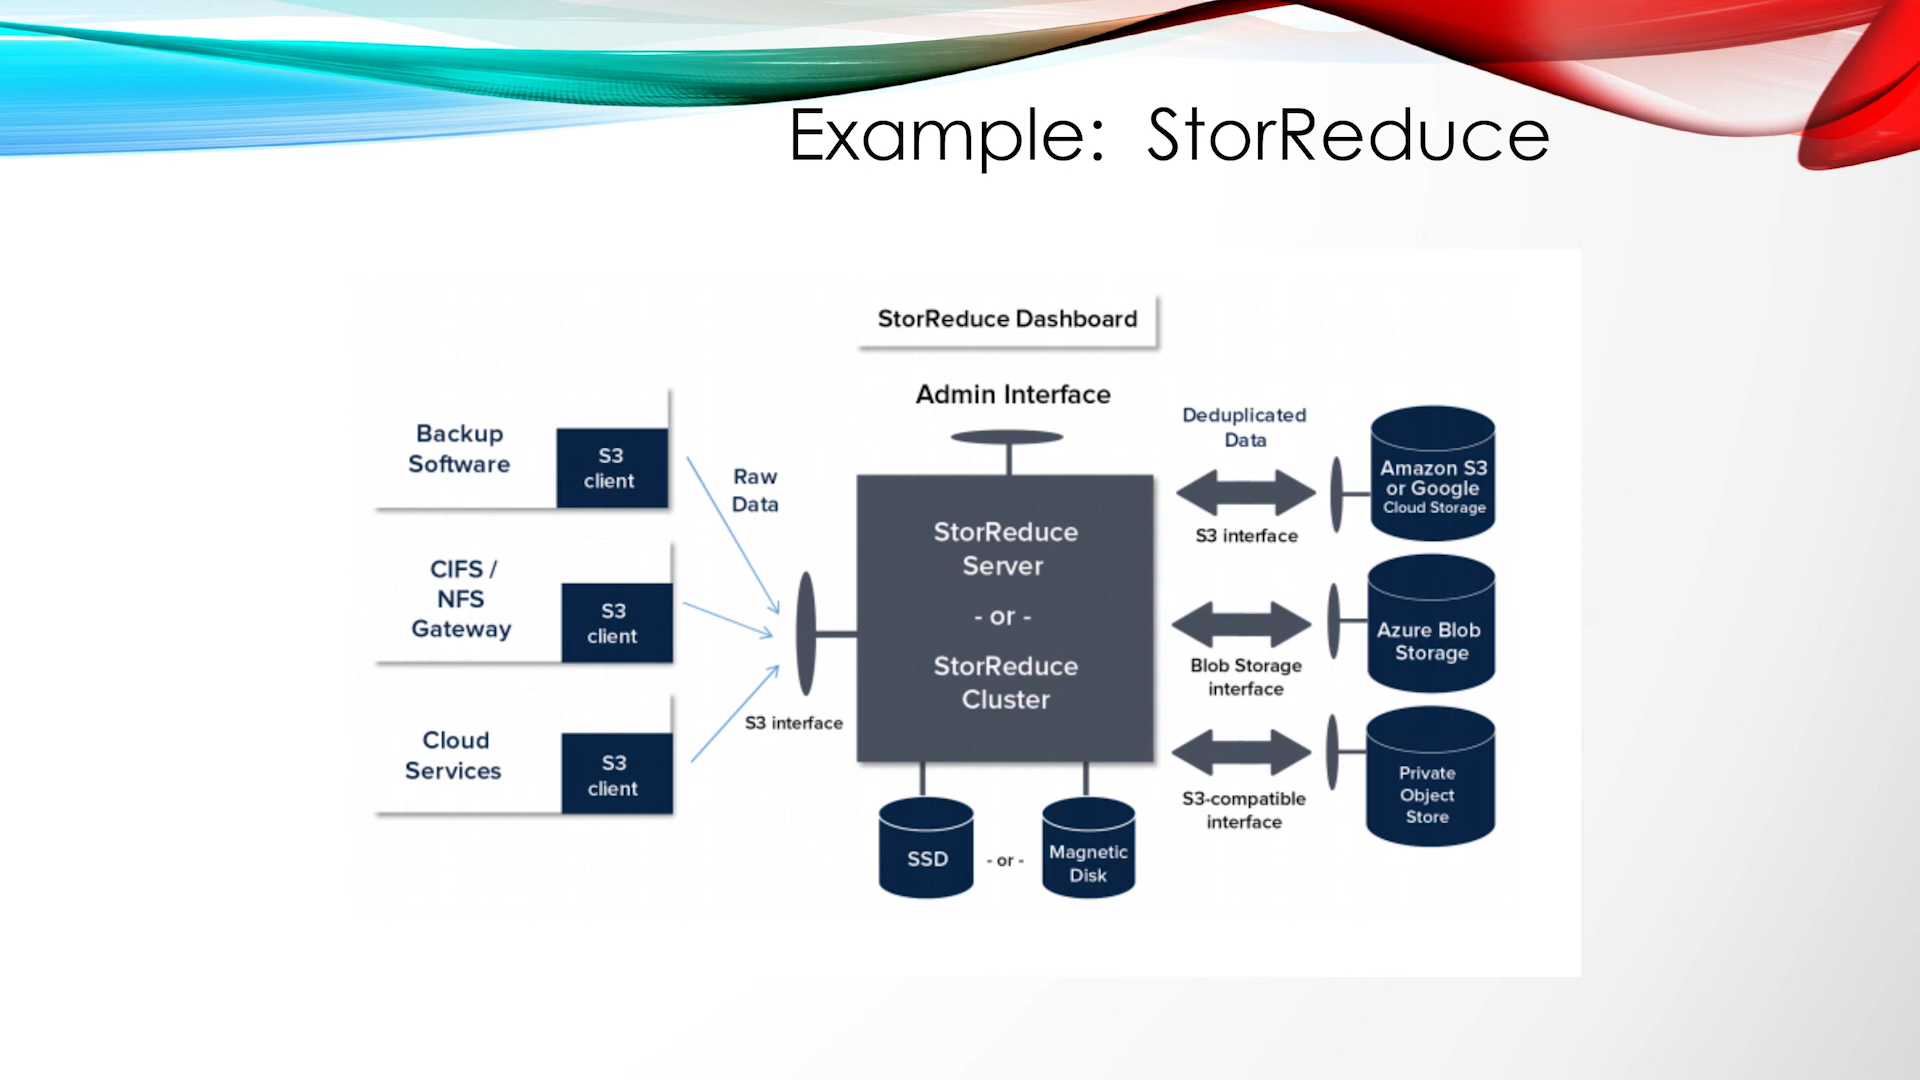 Example:  StorReduce
StorReduce Dashboard
Admin Interface
Backup
Software
S3
client
CIFS /
NFS
Gateway
S3
client
Cloud
Services
S3
client
Raw
Data
S3 interface
StorReduce
Server
- or -
StorReduce
Cluster
SSD
- or -
Magnetic
Disk
Deduplicated
Data
S3 interface
Blob Storage
interface
S3-compatible
interface
Amazon S3
or Google
Cloud Storage
Azure Blob
Storage
Private
Object
Store